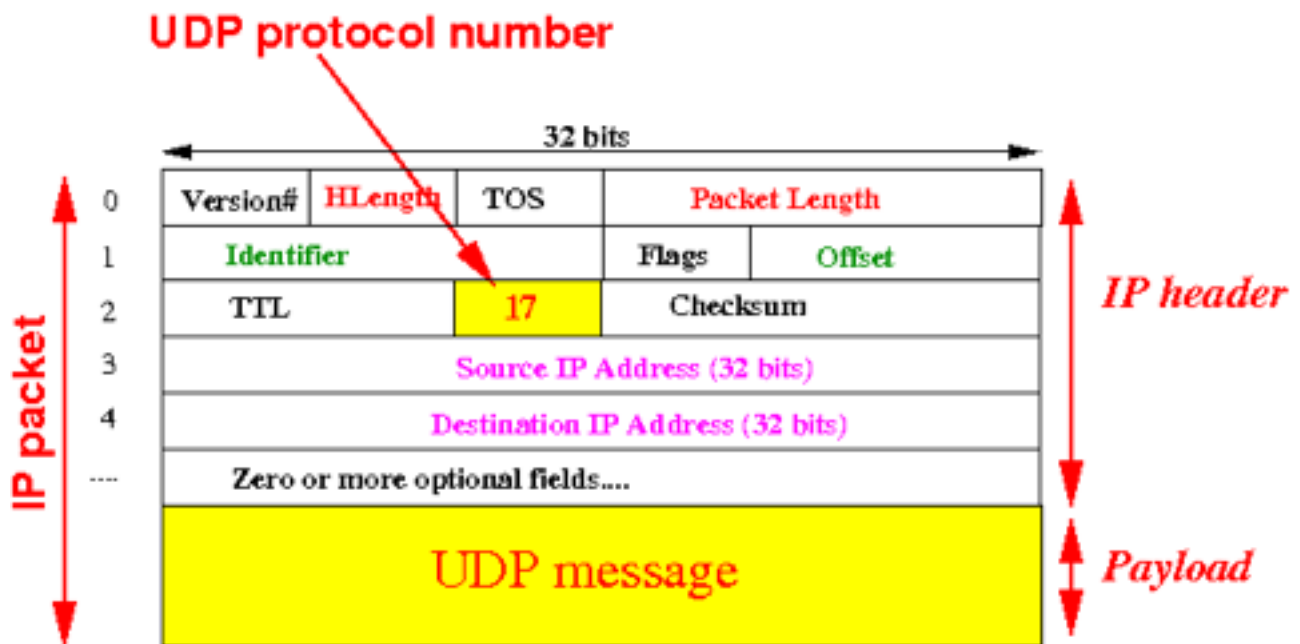 UDP protocol number
32 bits
0 Version# HLength TOS Packet Length
1 Identifier Flags Offset
2 TTL 17 Checksum
3 Source IP Address (32 bits)
4 Destination IP Address (32 bits)
.... Zero or more optional fields....
UDP message
IP packet
IP header
Payload